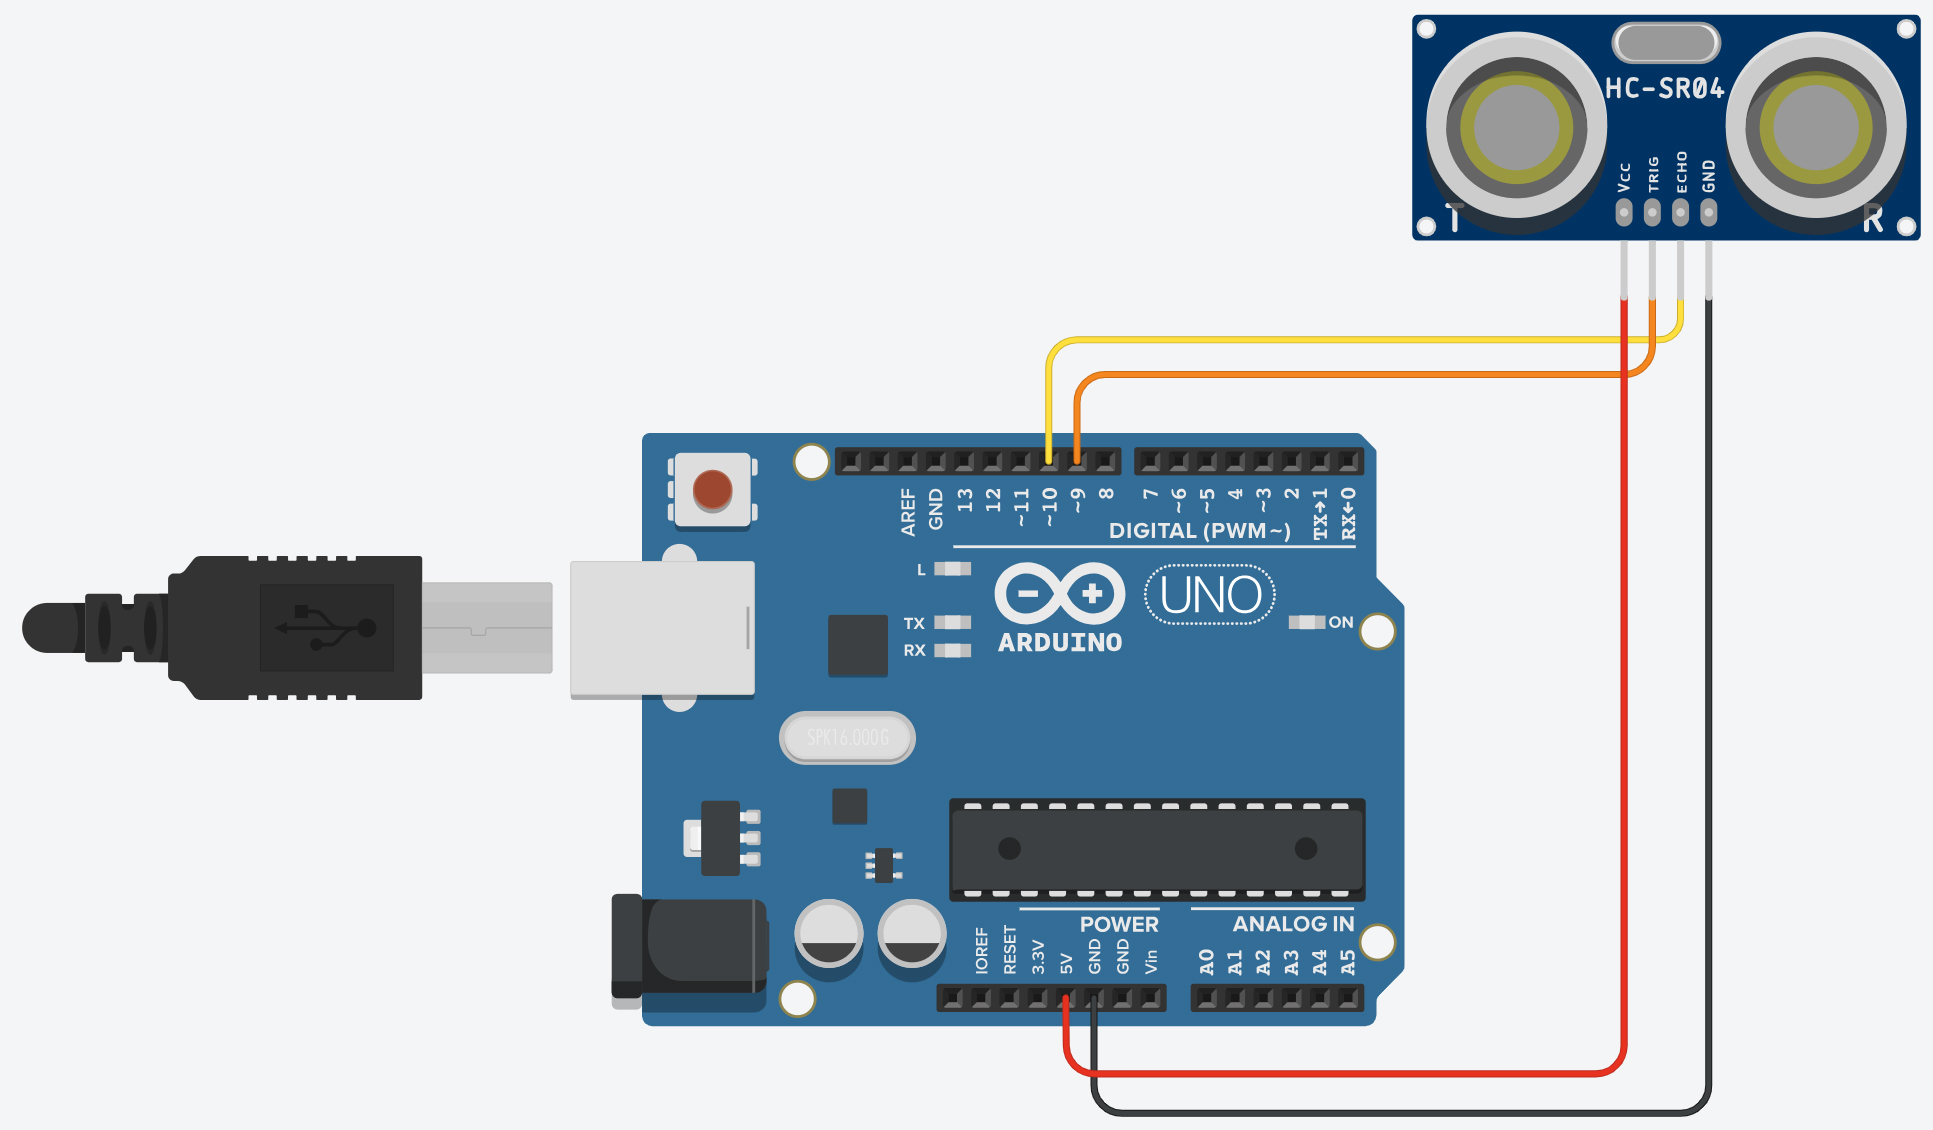 HC-SR04
VCC
TRIG
ECHO
GND
T
R
AREF
GND
13
12
~11
~10
~9
8
7
~6
~5
4
~3
2
TX→1
RX←0
DIGITAL (PWM~)
L
TX
RX
ARDUINO
UNO
ON
SPK16.000G
POWER
ANALOG IN
IOREF
RESET
3.3V
5V
GND
GND
Vin
A0
A1
A2
A3
A4
A5